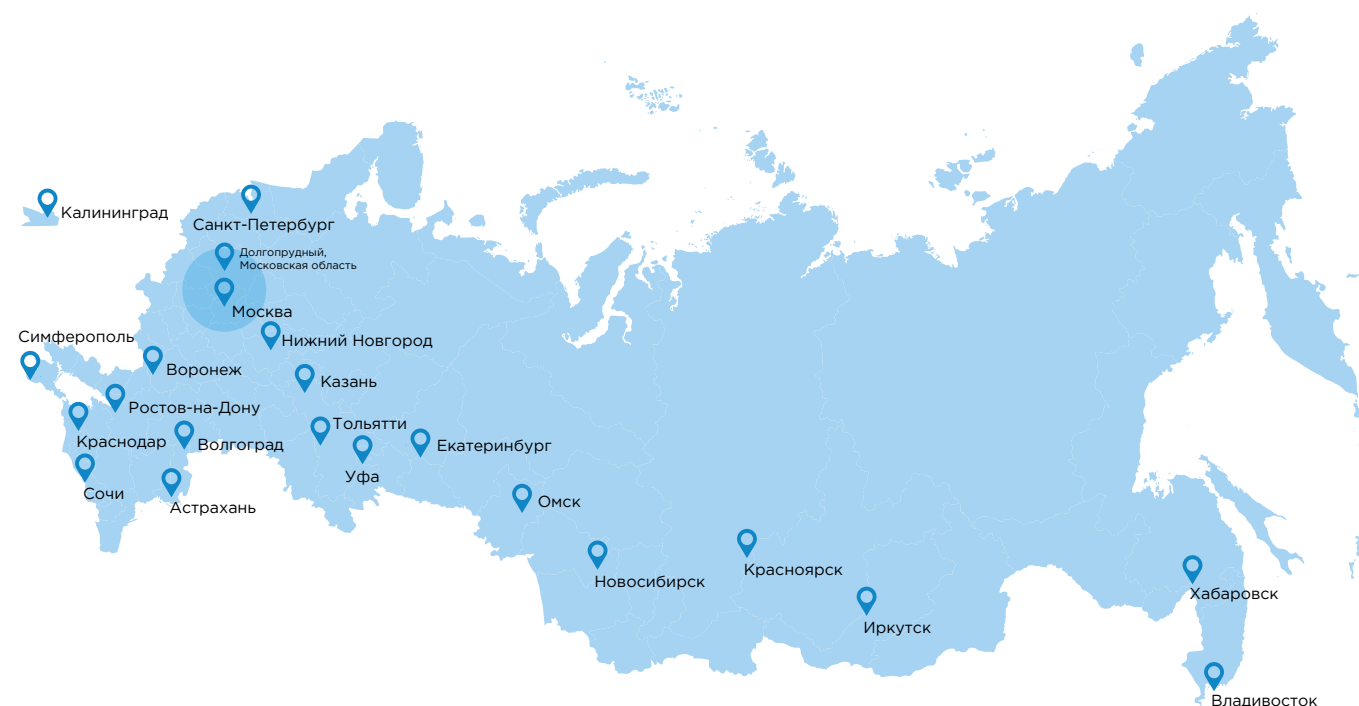 Калининград
Санкт-Петербург
Долгопрудный,
Московская область
Москва
Симферополь
Нижний Новгород
Воронеж
Казань
Ростов-на-Дону
Тольятти
Краснодар
Волгоград
Екатеринбург
Уфа
Сочи
Астрахань
Омск
Красноярск
Новосибирск
Хабаровск
Иркутск
Владивосток